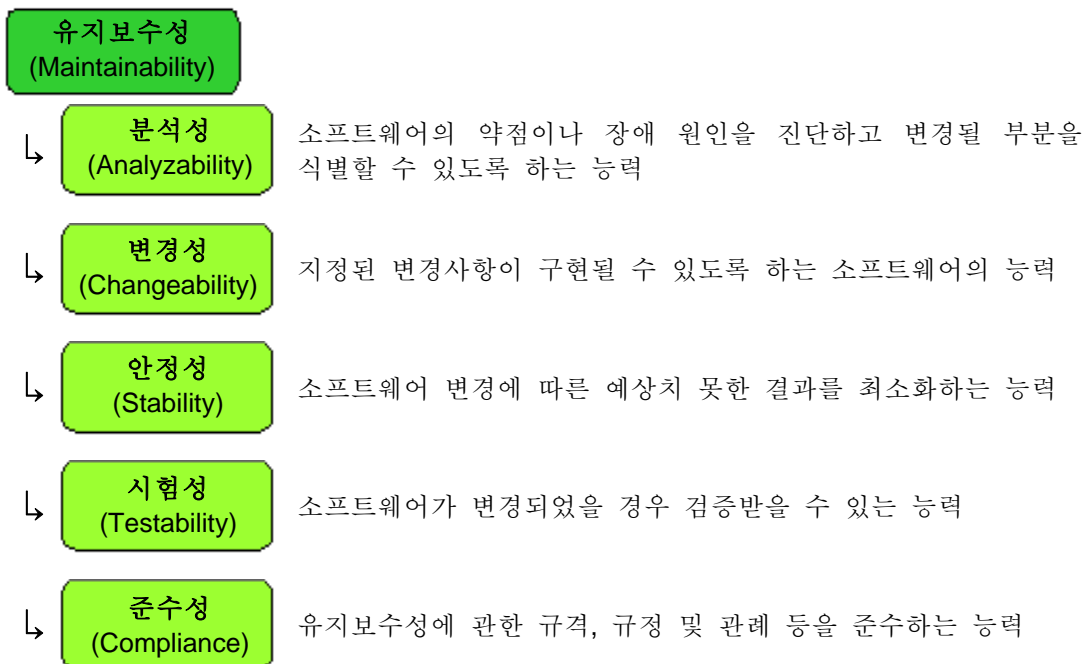 유지보수성
(Maintainability)
분석성
(Analyzability)
소프트웨어의 약점이나 장애 원인을 진단하고 변경될 부분을
식별할 수 있도록 하는 능력
변경성
(Changeability)
지정된 변경사항이 구현될 수 있도록 하는 소프트웨어의 능력
안정성
(Stability)
소프트웨어 변경에 따른 예상치 못한 결과를 최소화하는 능력
시험성
(Testability)
소프트웨어가 변경되었을 경우 검증받을 수 있는 능력
준수성
(Compliance)
유지보수성에 관한 규격, 규정 및 관례 등을 준수하는 능력